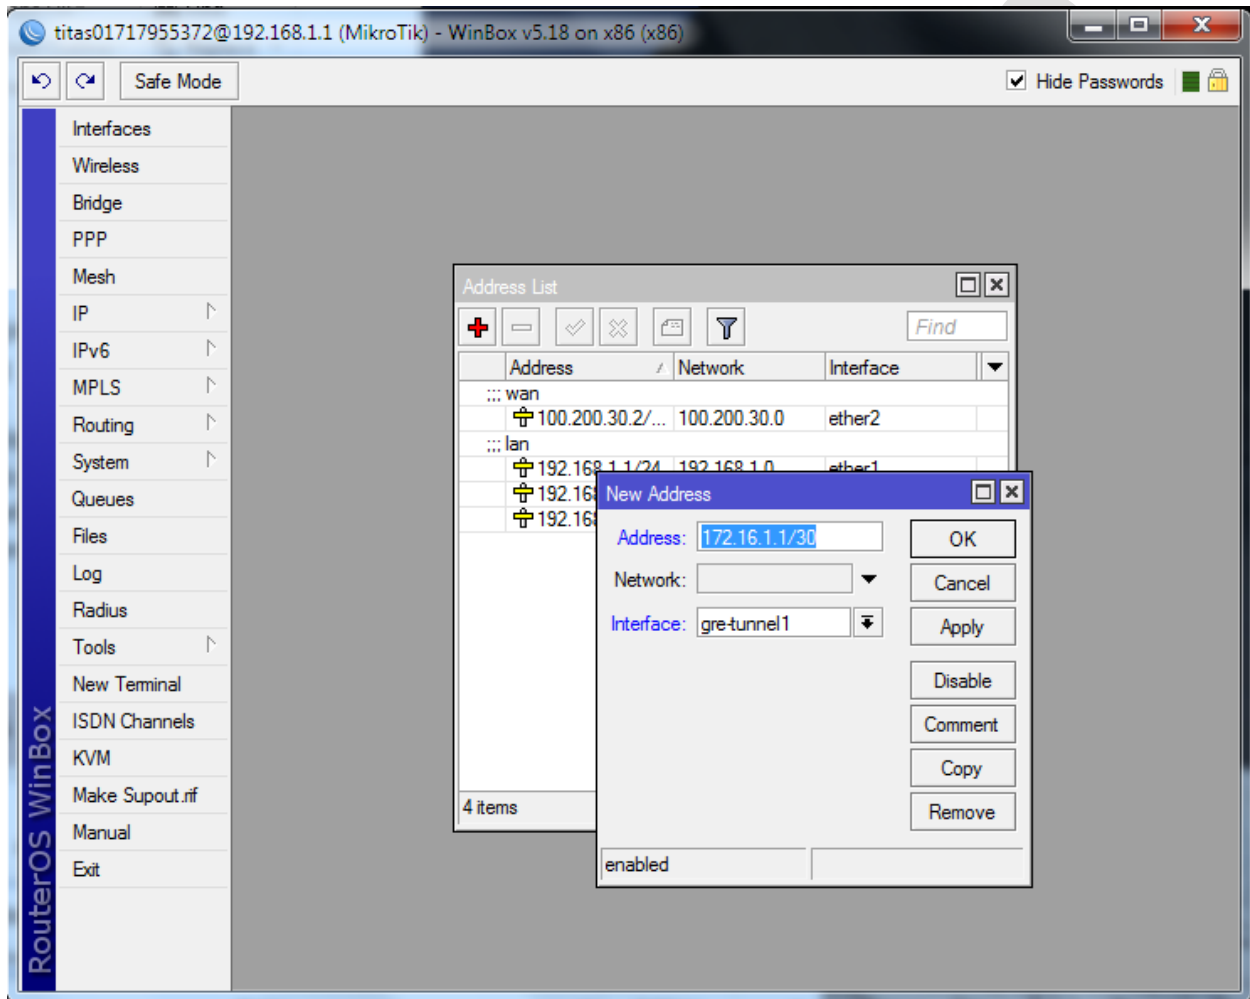 titas01717955372@192.168.1.1 (MikroTik) - WinBox v5.18 on x86 (x86)
Safe Mode
Hide Passwords
Interfaces
Wireless
Bridge
PPP
Mesh
IP
IPv6
MPLS
Routing
System
Queues
Files
Log
Radius
Tools
New Terminal
ISDN Channels
KVM
Make Supout.rif
Manual
Exit
RouterOS WinBox
Address List
Find
Address Network Interface
;;; wan
100.200.30.2/... 100.200.30.0 ether2
;;; lan
192.168.1.1/24 192.168.1.0 ether1
192.168
192.168
4 items
New Address
Address: 172.16.1.1/30
Network:
Interface: gre-tunnel1
OK
Cancel
Apply
Disable
Comment
Copy
Remove
enabled